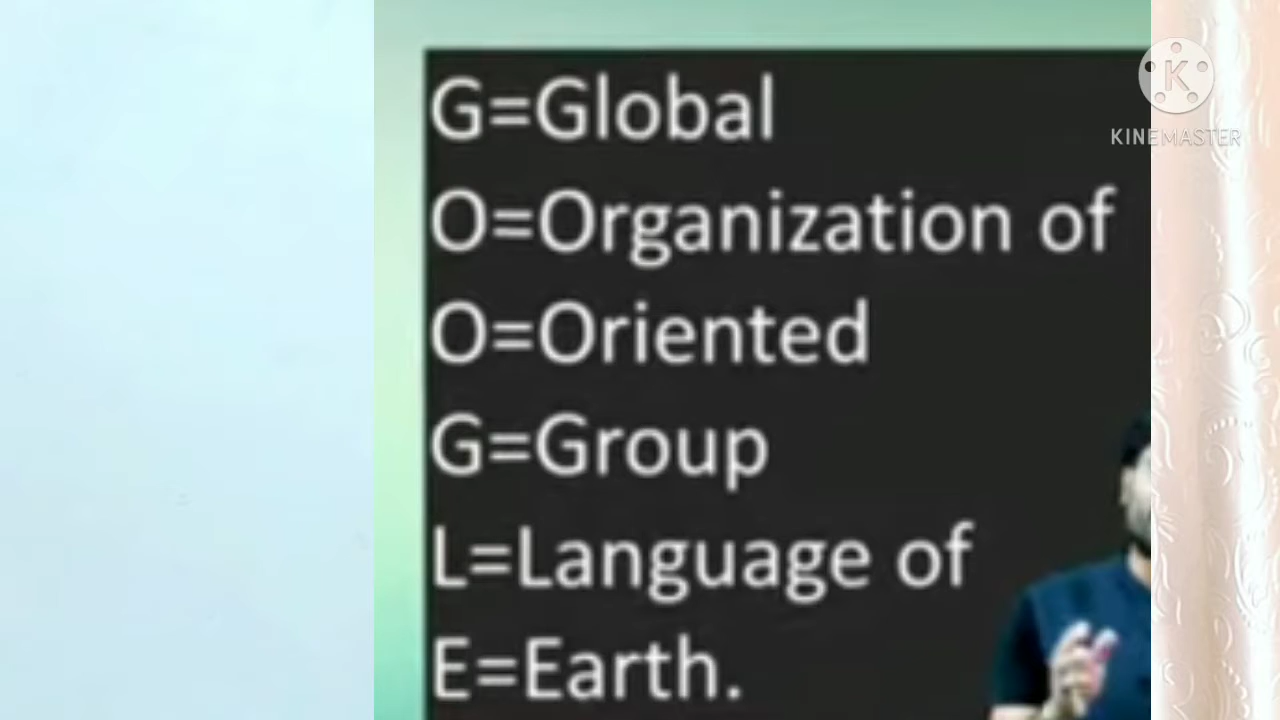 G=Global
O=Organization of
O=Oriented
G=Group
L=Language of
E=Earth.
K
KINEMASTER